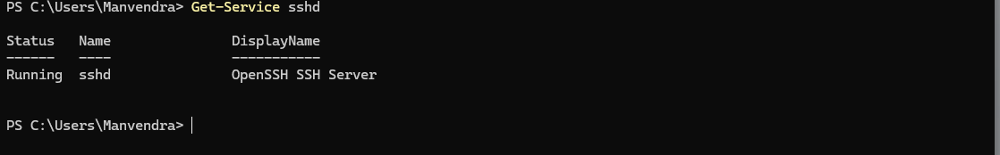 PS C:\Users\Manvendra> Get-Service sshd
Status   Name               DisplayName
------   ----               -----------
Running  sshd               OpenSSH SSH Server
PS C:\Users\Manvendra>